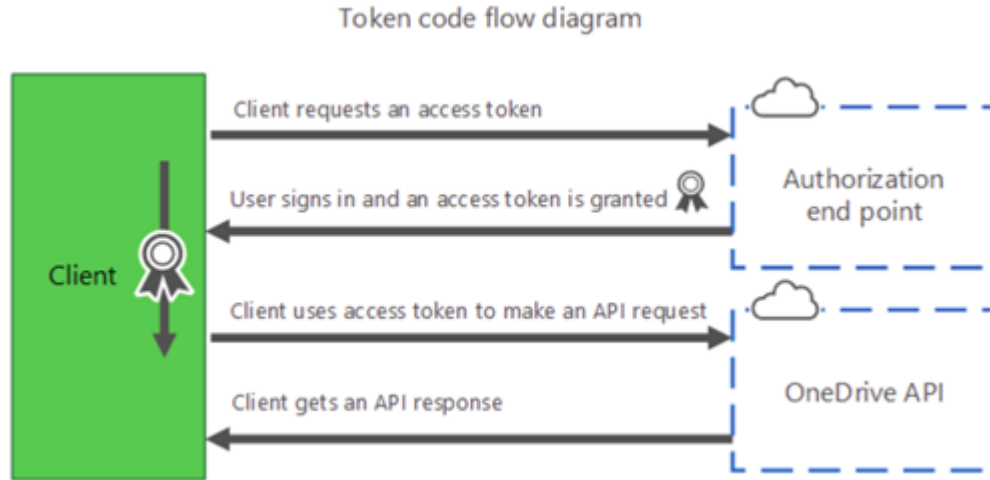 Token code flow diagram
Client requests an access token
User signs in and an access token is granted
Authorization
end point
Client
Client uses access token to make an API request
Client gets an API response
OneDrive API